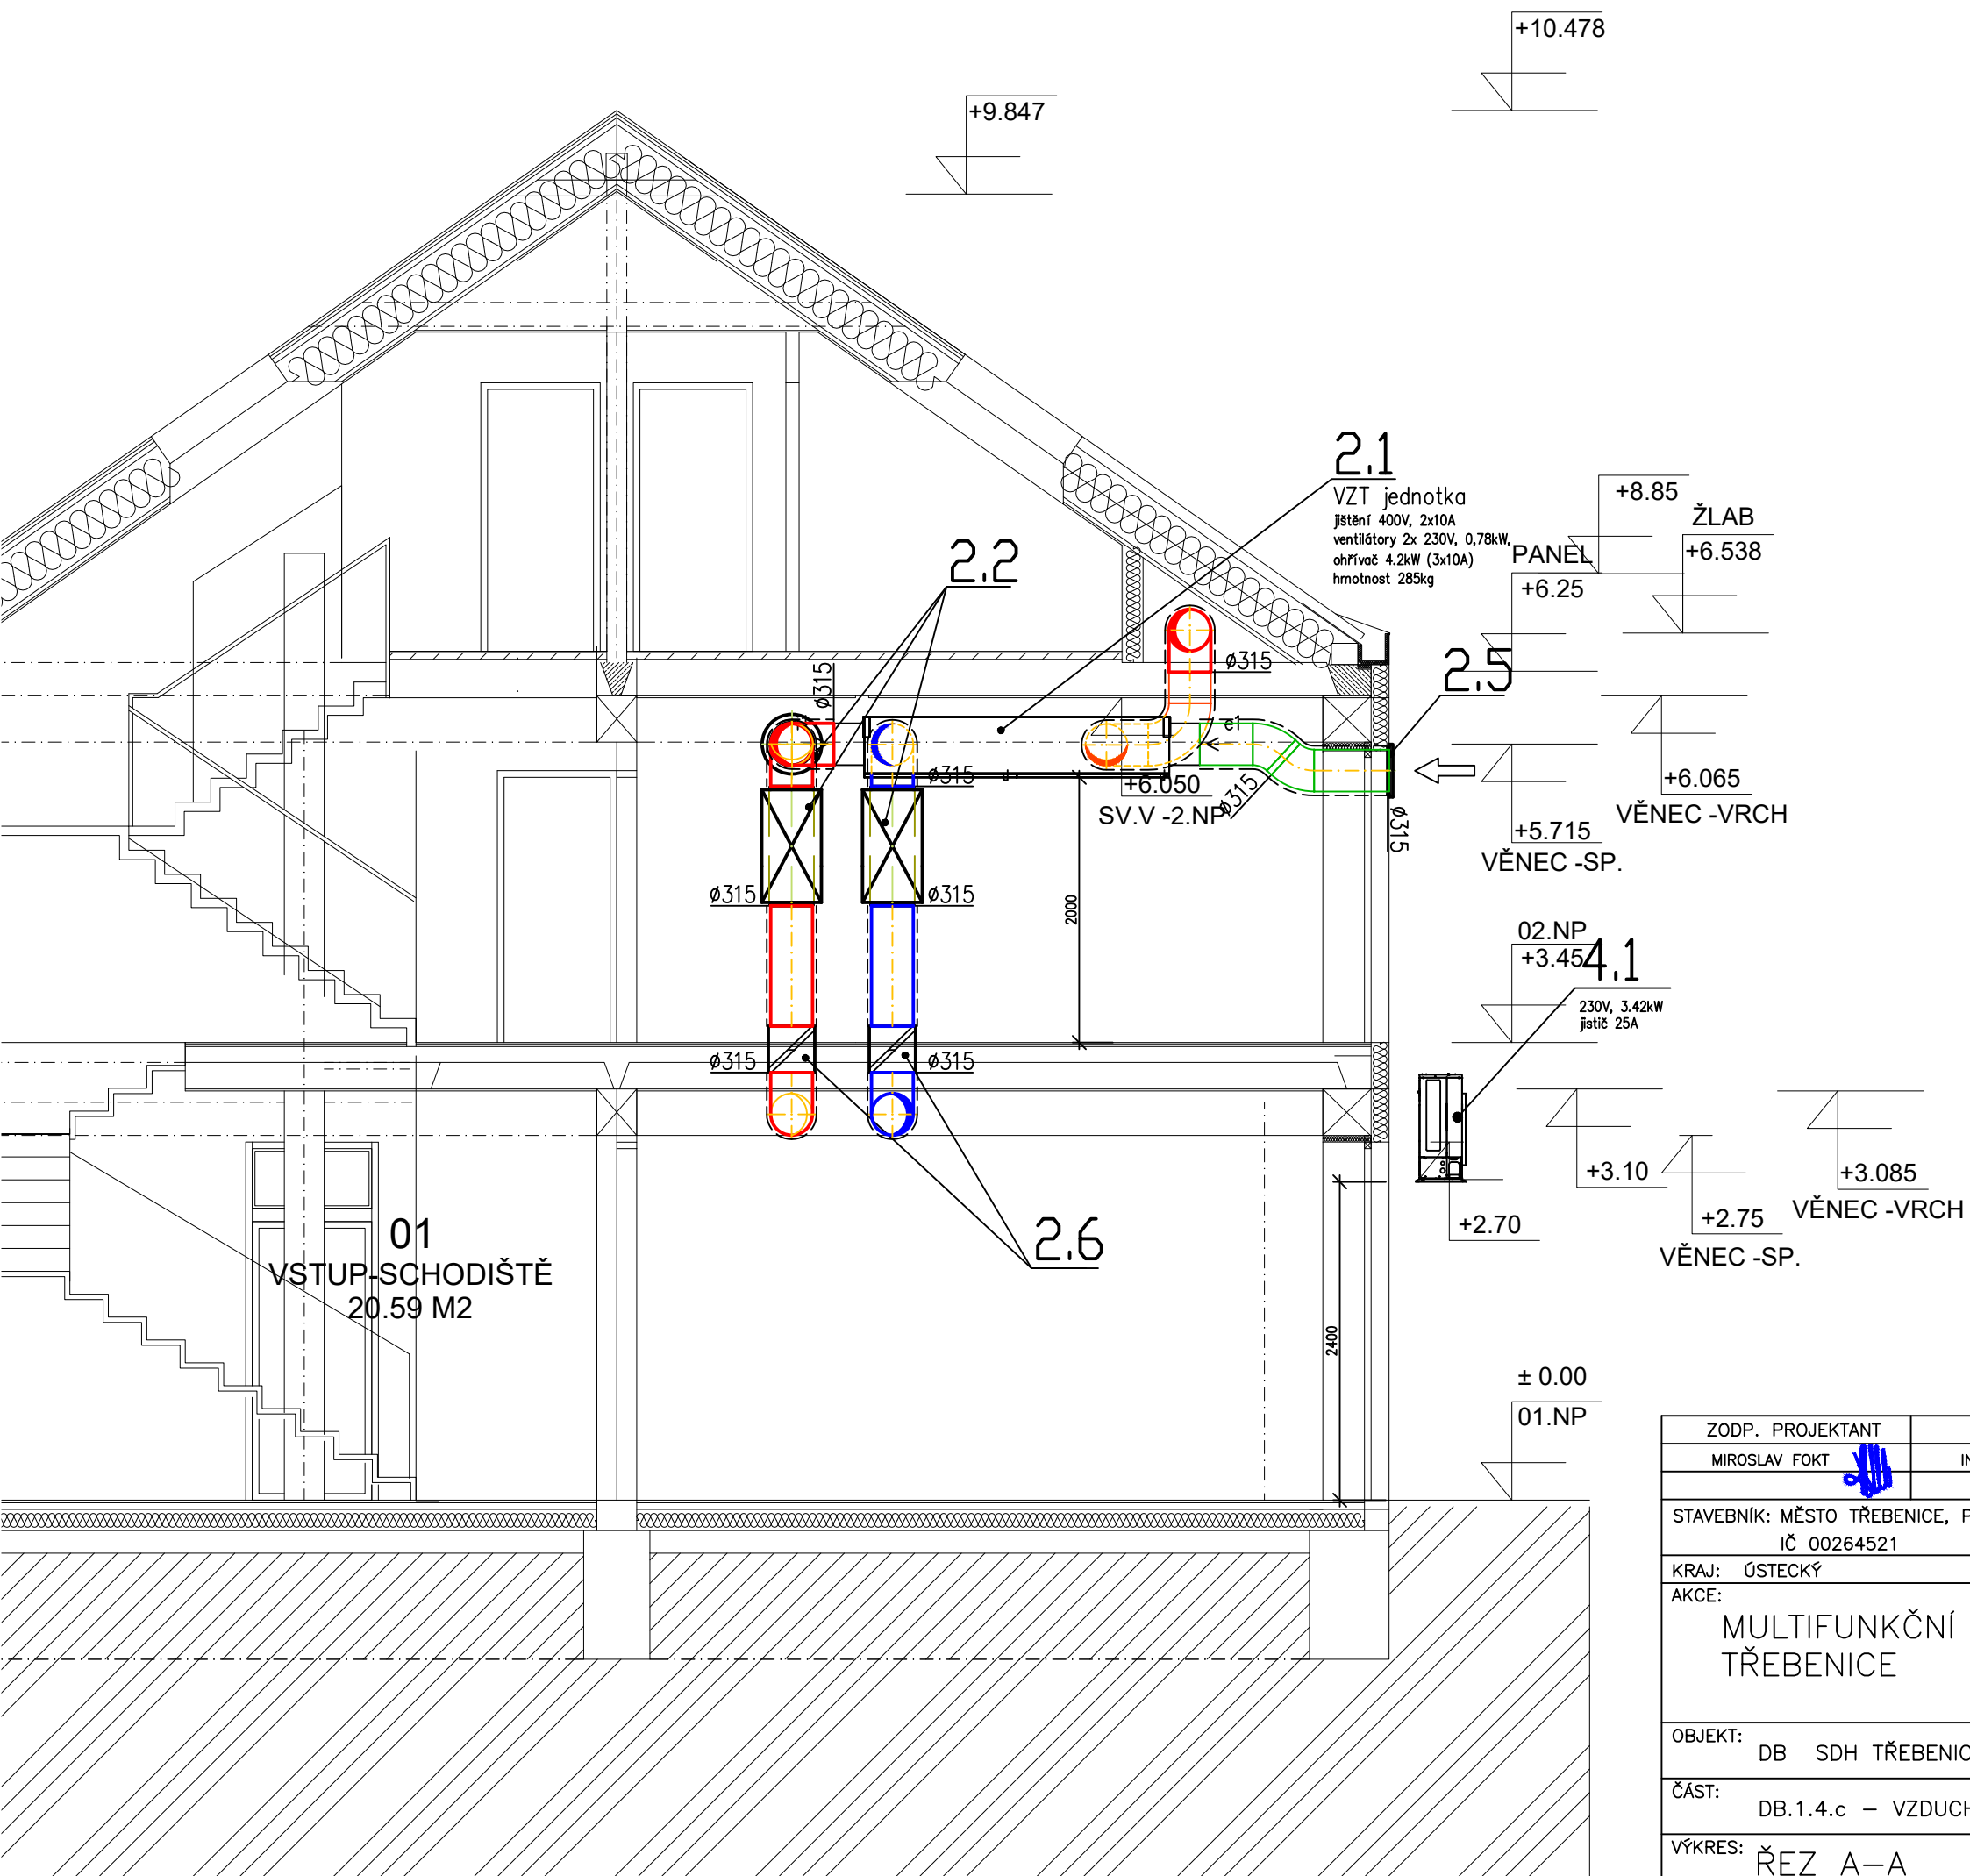 +10.478
+9.847
2.1
VZT jednotka
jištění 400V, 2x10A
ventilátory 2x 230V, 0,78kW,
ohřívač 4.2kW (3x10A)
hmotnost 285kg
+8.85
ŽLAB
+6.538
PANEL
+6.25
2.2
2.5
ø315
ø315
e1
ø315
+6.050
SV.V -2.NP
ø315
ø315
+6.065
VĚNEC -VRCH
+5.715
VĚNEC -SP.
ø315
ø315
2000
02.NP
+3.45
4.1
230V, 3.42kW
jistič 25A
ø315
ø315
+3.10
+3.085
VĚNEC -VRCH
+2.70
+2.75
VĚNEC -SP.
2.6
01
VSTUP-SCHODIŠTĚ
20.59 M2
2400
± 0.00
01.NP
ZODP. PROJEKTANT
MIROSLAV FOKT
STAVEBNÍK: MĚSTO TŘEBENICE, P
IČ 00264521
KRAJ: ÚSTECKÝ
AKCE:
MULTIFUNKČNÍ
TŘEBENICE
OBJEKT:
DB SDH TŘEBENIC
ČÁST:
DB.1.4.c – VZDUCH
VÝKRES:
ŘEZ A–A